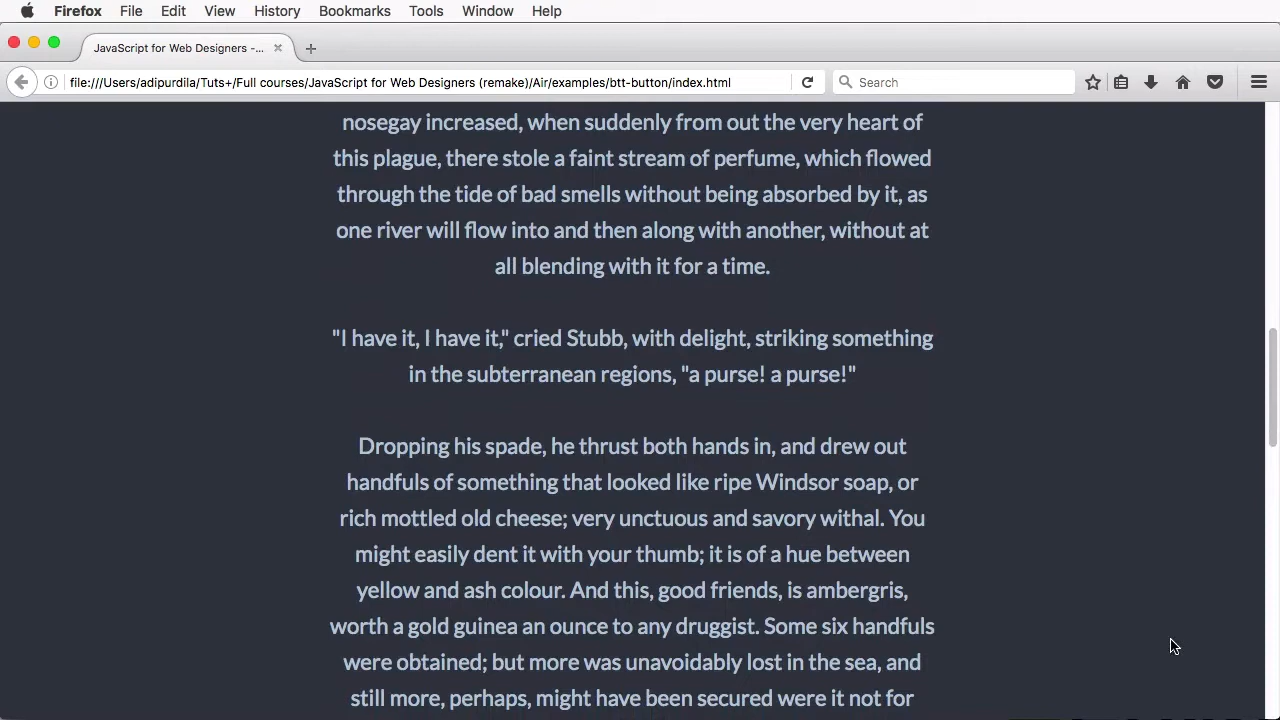 Firefox File Edit View History Bookmarks Tools Window Help
JavaScript for Web Designers -...
file:///Users/adipurdila/Tuts+/Full courses/JavaScript for Web Designers (remake)/Air/examples/btt-button/index.html Search
nosegay increased, when suddenly from out the very heart of
this plague, there stole a faint stream of perfume, which flowed
through the tide of bad smells without being absorbed by it, as
one river will flow into and then along with another, without at
all blending with it for a time.
"I have it, I have it," cried Stubb, with delight, striking something
in the subterranean regions, "a purse! a purse!"
Dropping his spade, he thrust both hands in, and drew out
handfuls of something that looked like ripe Windsor soap, or
rich mottled old cheese; very unctuous and savory withal. You
might easily dent it with your thumb; it is of a hue between
yellow and ash colour. And this, good friends, is ambergris,
worth a gold guinea an ounce to any druggist. Some six handfuls
were obtained; but more was unavoidably lost in the sea, and
still more, perhaps, might have been secured were it not for